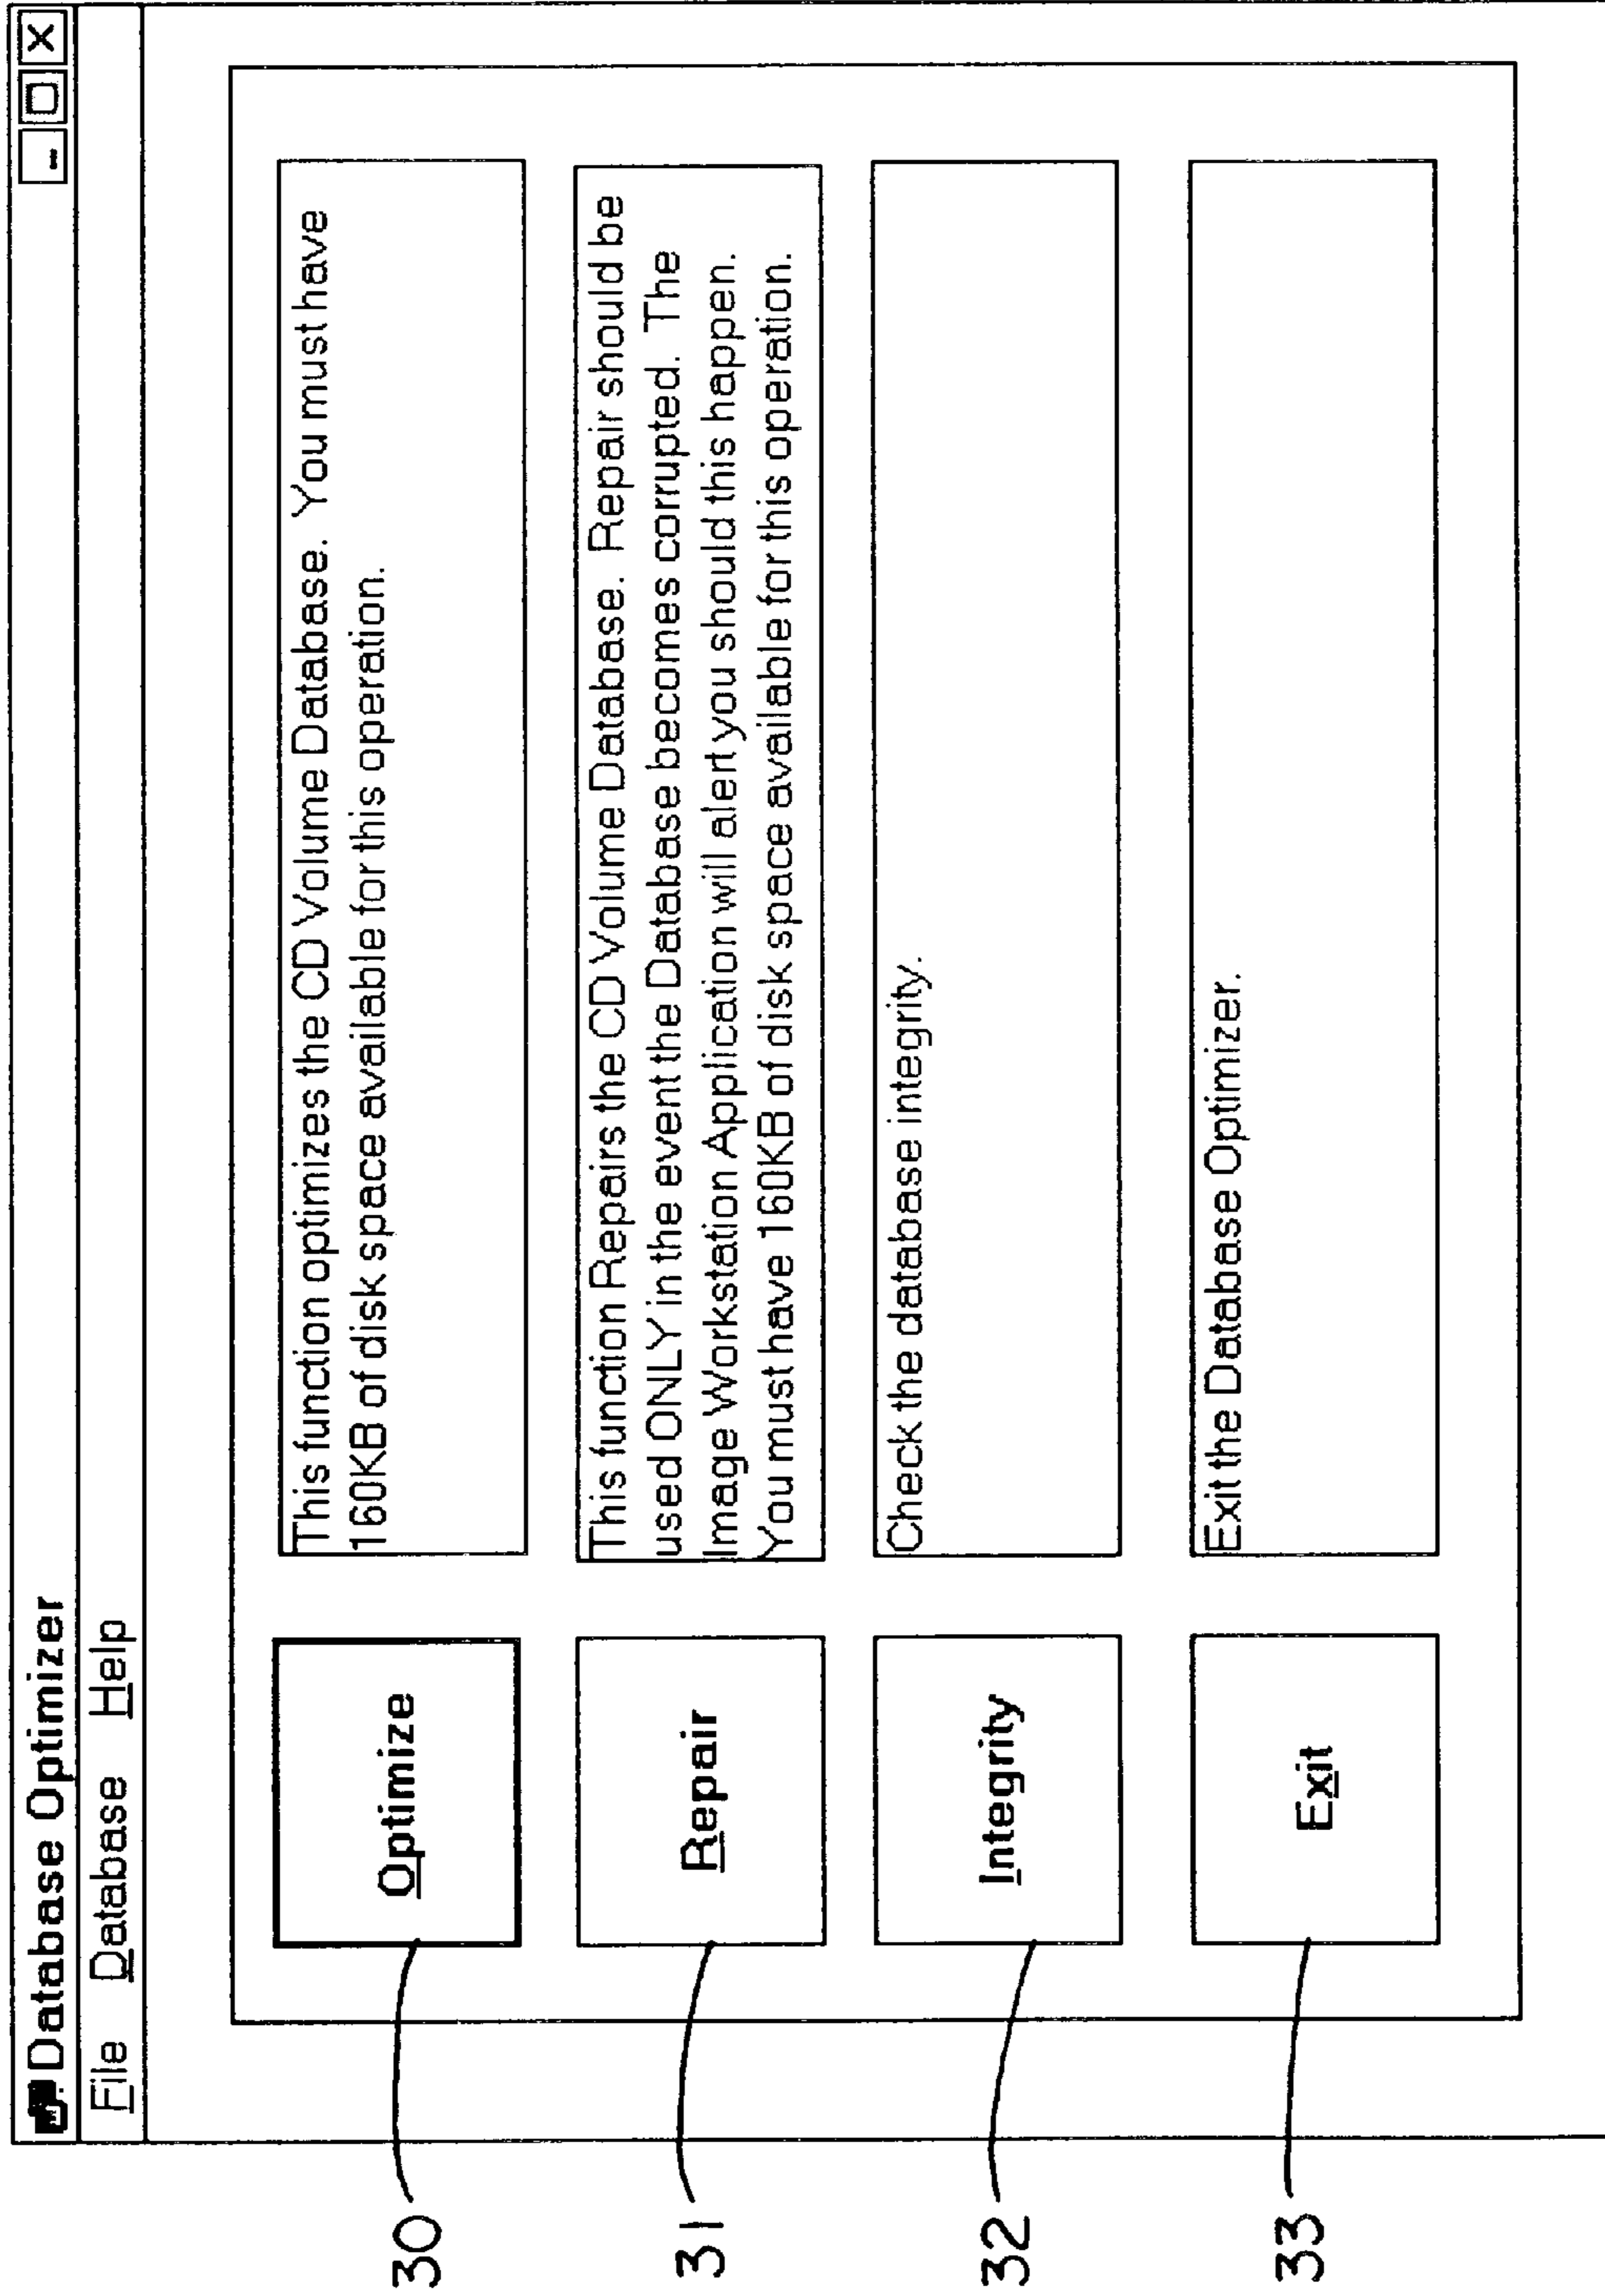 Database Optimizer
File Database Help
30
Optimize
This function optimizes the CD Volume Database. You must have
160KB of disk space available for this operation.
31
Repair
This function Repairs the CD Volume Database. Repair should be
used ONLY in the event the Database becomes corrupted. The
Image Workstation Application will alert you should this happen.
You must have 160KB of disk space available for this operation.
32
Integrity
Check the database integrity.
33
Exit
Exit the Database Optimizer.